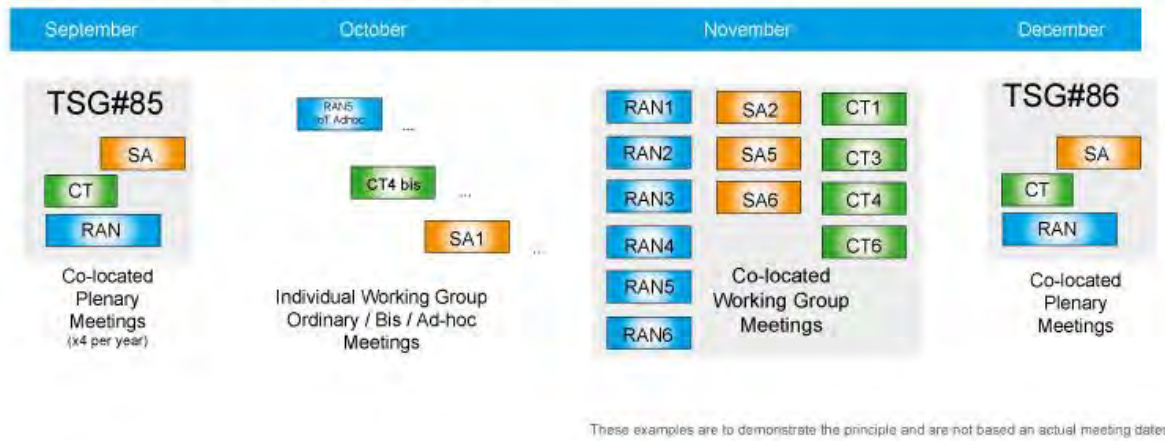 September October November December
TSG#85
SA
CT
RAN
Co-located
Plenary
Meetings
(x4 per year)
RAN5
IoT Adhoc
...
CT4 bis
...
SA1
...
Individual Working Group
Ordinary / Bis / Ad-hoc
Meetings
RAN1 SA2 CT1
RAN2 SA5 CT3
RAN3 SA6 CT4
RAN4 CT6
RAN5
RAN6
Co-located
Working Group
Meetings
TSG#86
SA
CT
RAN
Co-located
Plenary
Meetings
These examples are to demonstrate the principle and are not based an actual meeting dates